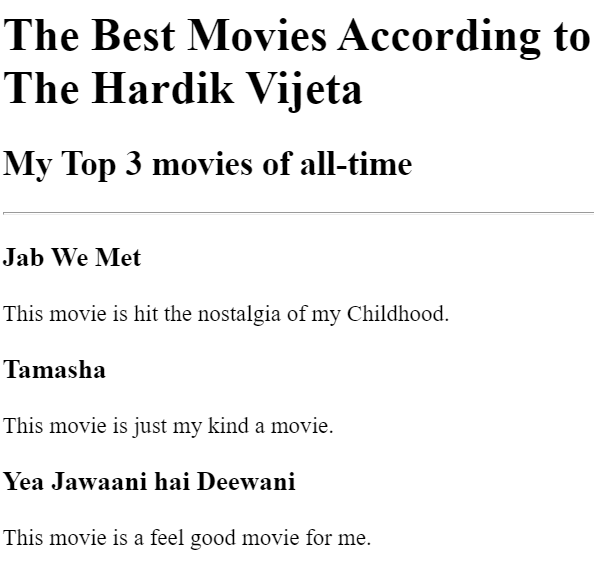 The Best Movies According to
The Hardik Vijeta
My Top 3 movies of all-time
Jab We Met
This movie is hit the nostalgia of my Childhood.
Tamasha
This movie is just my kind a movie.
Yea Jawaani hai Deewani
This movie is a feel good movie for me.